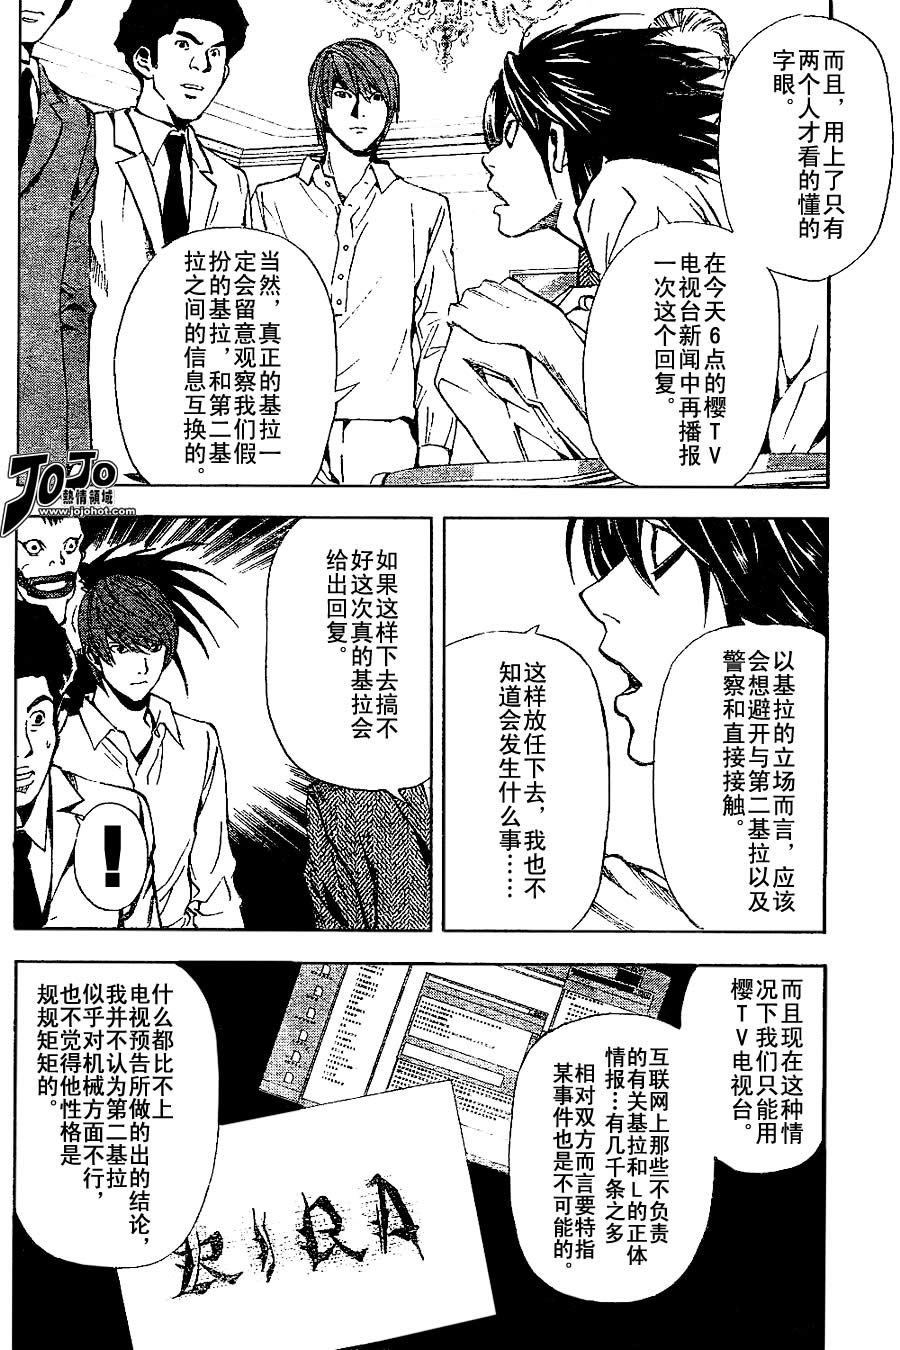 而且，用上了只有
两个人才看的懂的
字眼。
在今天6点的樱TV
电视台新闻中再播报
一次这个回复。
当然，真正的基拉一
定会留意观察我们假
扮的基拉，和第二基
拉之间的信息互换的。
JOJO
熱情領域
www.jojohot.com
以基拉的立场而言，应该
会想避开与第二基拉以及
警察和直接接触。
这样放任下去，我也不
知道会发生什么事……
如果这样下去搞不
好这次真的基拉会
给出回复。
！
而且现在这种情
况下我们只能用
樱TV电视台。
互联网上那些不负责
的有关基拉和L的正体
情报…有几千条之多
相对双方而言要特指
某事件也是不可能的。
KIRA
什么都比不上
电视预告所做的出的结论，
我并不认为第二基拉
似乎对机械方面不行，
也不觉得他性格是
规规矩矩的。